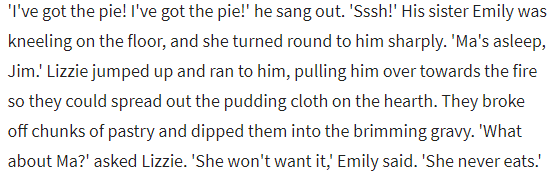 'I've got the pie! I've got the pie!' he sang out. 'Sssh!' His sister Emily was
kneeling on the floor, and she turned round to him sharply. 'Ma's asleep,
Jim.' Lizzie jumped up and ran to him, pulling him over towards the fire
so they could spread out the pudding cloth on the hearth. They broke
off chunks of pastry and dipped them into the brimming gravy. 'What
about Ma?' asked Lizzie. 'She won't want it,' Emily said. 'She never eats.'